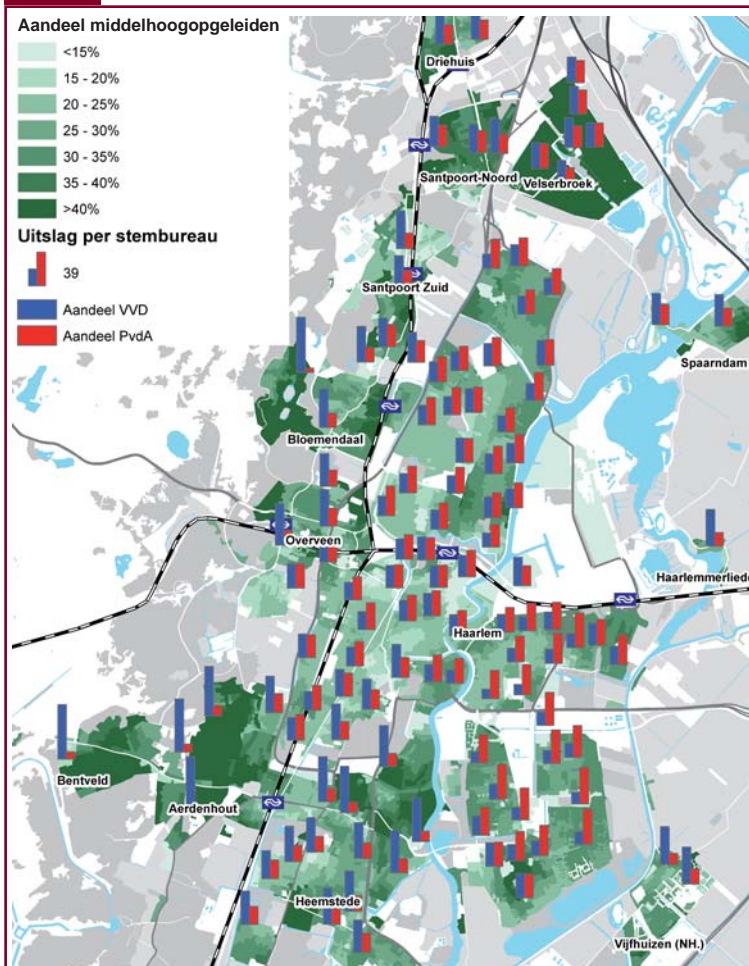 Aandeel middelhoogopgeleiden
<15%
15 - 20%
20 - 25%
25 - 30%
30 - 35%
35 - 40%
>40%
Uitslag per stembureau
39
Aandeel VVD
Aandeel PvdA
Driehuis
Santpoort-Noord
Velserbroek
Santpoort Zuid
Spaarndam
Bloemendaal
Overveen
Haarlemmerliede
Haarlem
Bentveld
Aerdenhout
Heemstede
Vijfhuizen (NH.)